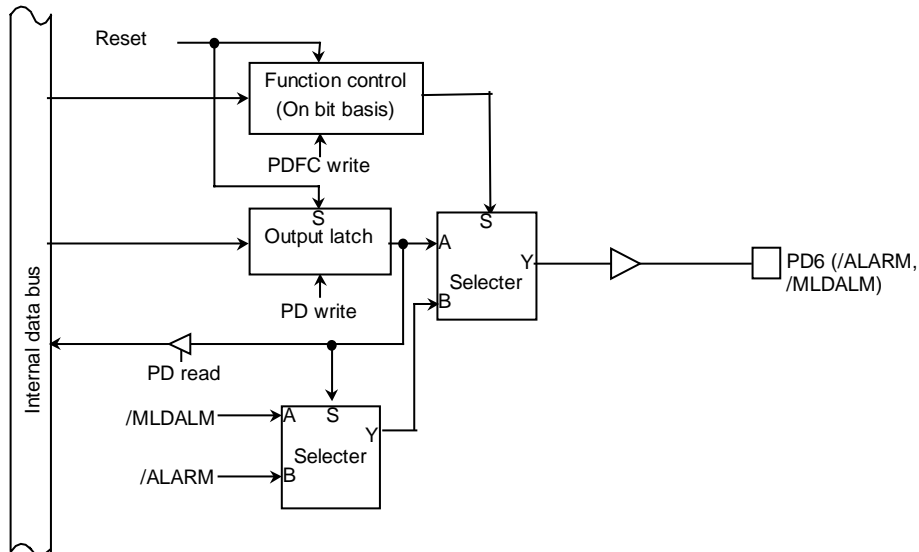 Reset
Function control
(On bit basis)
PDFC write
S
Output latch
PD write
S
A
Y
Selecter
B
PD6 (/ALARM,
/MLDALM)
Internal data bus
PD read
/MLDALM
A
S
Y
Selecter
/ALARM
B